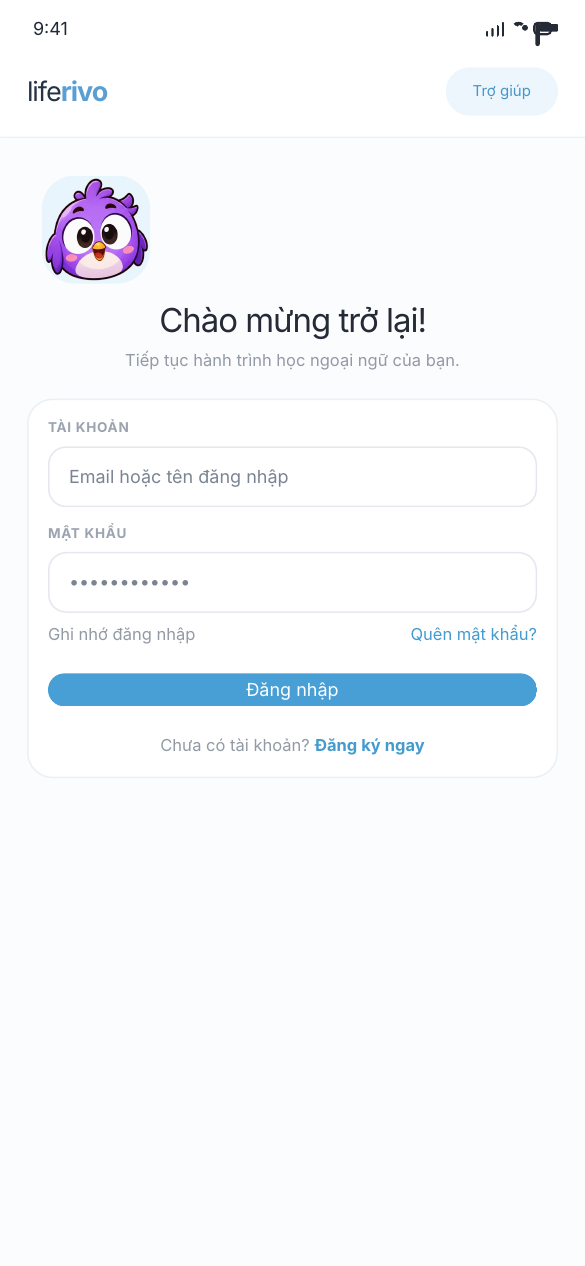 9:41
liferivo
Trợ giúp
Chào mừng trở lại!
Tiếp tục hành trình học ngoại ngữ của bạn.
TÀI KHOẢN
Email hoặc tên đăng nhập
MẬT KHẨU
••••••••••••
Ghi nhớ đăng nhập
Quên mật khẩu?
Đăng nhập
Chưa có tài khoản? Đăng ký ngay